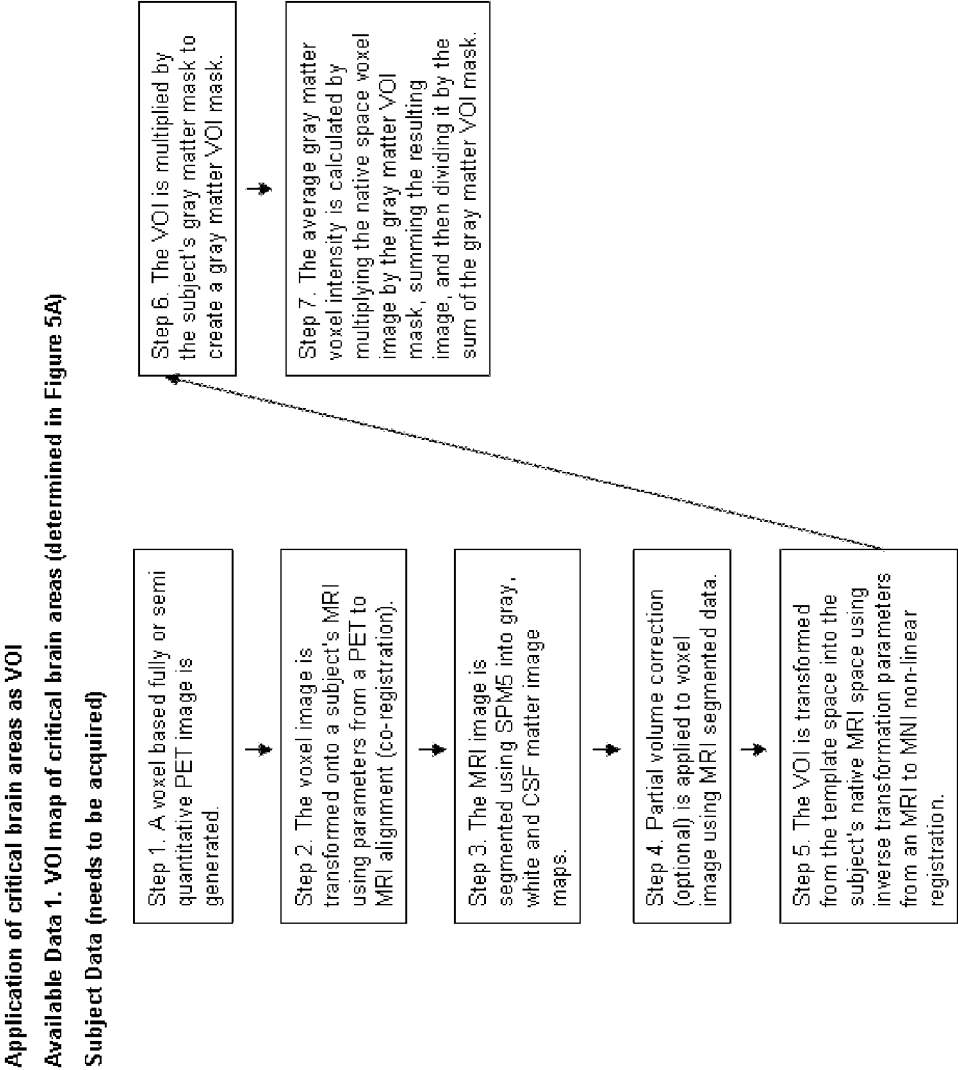 Application of critical brain areas as VOI
Available Data 1. VOI map of critical brain areas (determined in Figure 5A)
Subject Data (needs to be acquired)
Step 1. A voxel based fully or semi
quantitative PET image is
generated.
Step 2. The voxel image is
transformed onto a subject's MRI
using parameters from a PET to
MRI alignment (co-registration).
Step 3. The MRI image is
segmented using SPM5 into gray,
white and CSF matter image
maps.
Step 4. Partial volume correction
(optional) is applied to voxel
image using MRI segmented data.
Step 5. The VOI is transformed
from the template space into the
subject's native MRI space using
inverse transformation parameters
from an MRI to MNI non-linear
registration.
Step 6. The VOI is multiplied by
the subject's gray matter mask to
create a gray matter VOI mask.
Step 7. The average gray matter
voxel intensity is calculated by
multiplying the native space voxel
image by the gray matter VOI
mask, summing the resulting
image, and then dividing it by the
sum of the gray matter VOI mask.